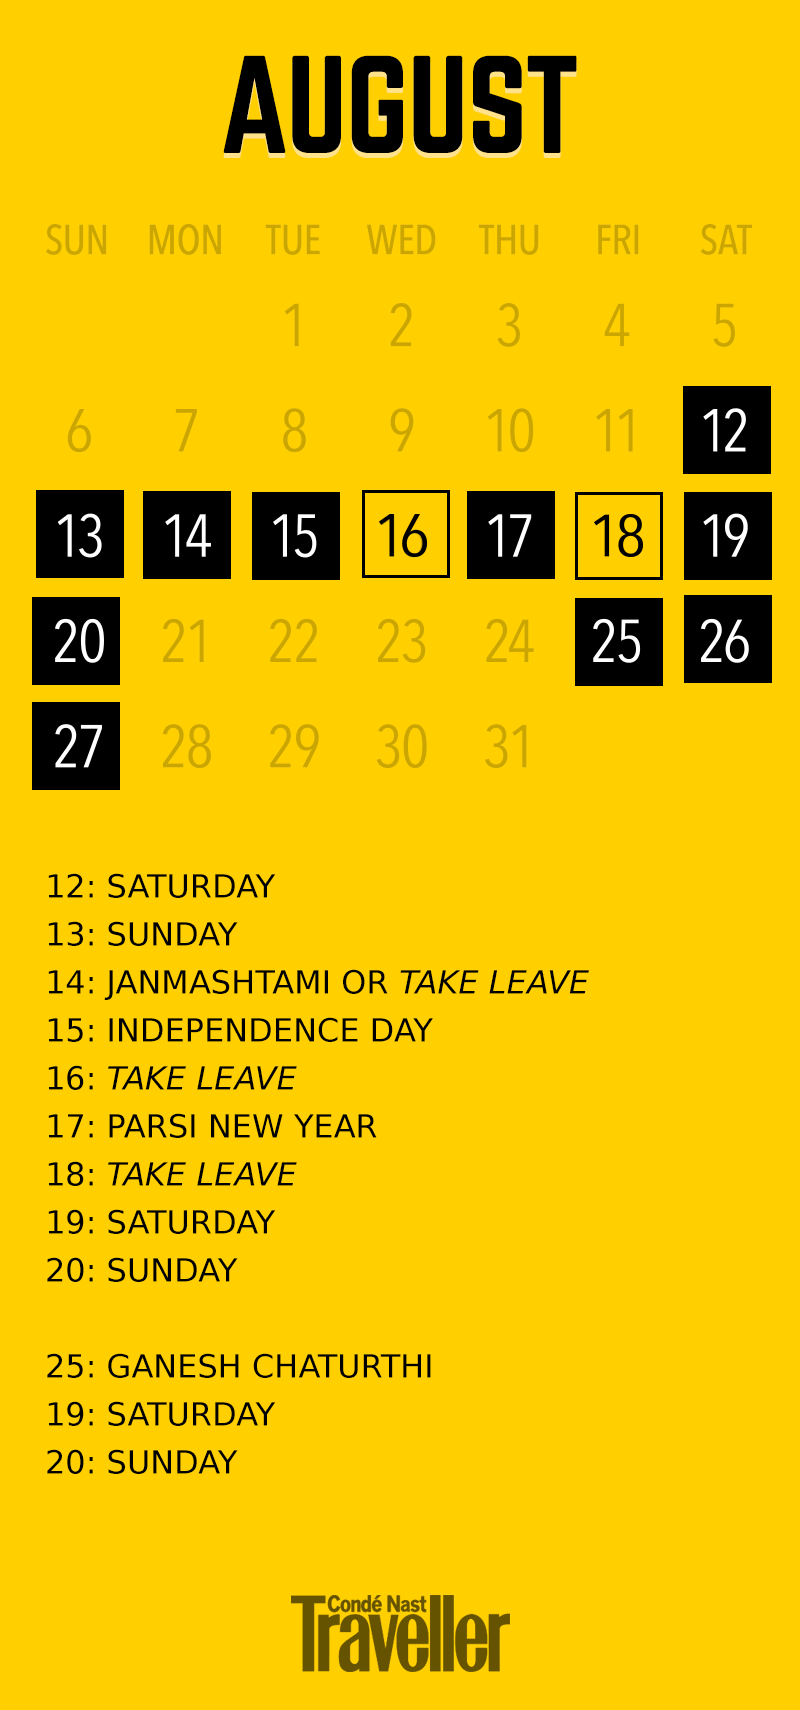 AUGUST
SUN MON TUE WED THU FRI SAT
1 2 3 4 5
6 7 8 9 10 11 12
13 14 15 16 17 18 19
20 21 22 23 24 25 26
27 28 29 30 31
12: SATURDAY
13: SUNDAY
14: JANMASHTAMI OR TAKE LEAVE
15: INDEPENDENCE DAY
16: TAKE LEAVE
17: PARSI NEW YEAR
18: TAKE LEAVE
19: SATURDAY
20: SUNDAY
25: GANESH CHATURTHI
19: SATURDAY
20: SUNDAY
Condé Nast
Traveller